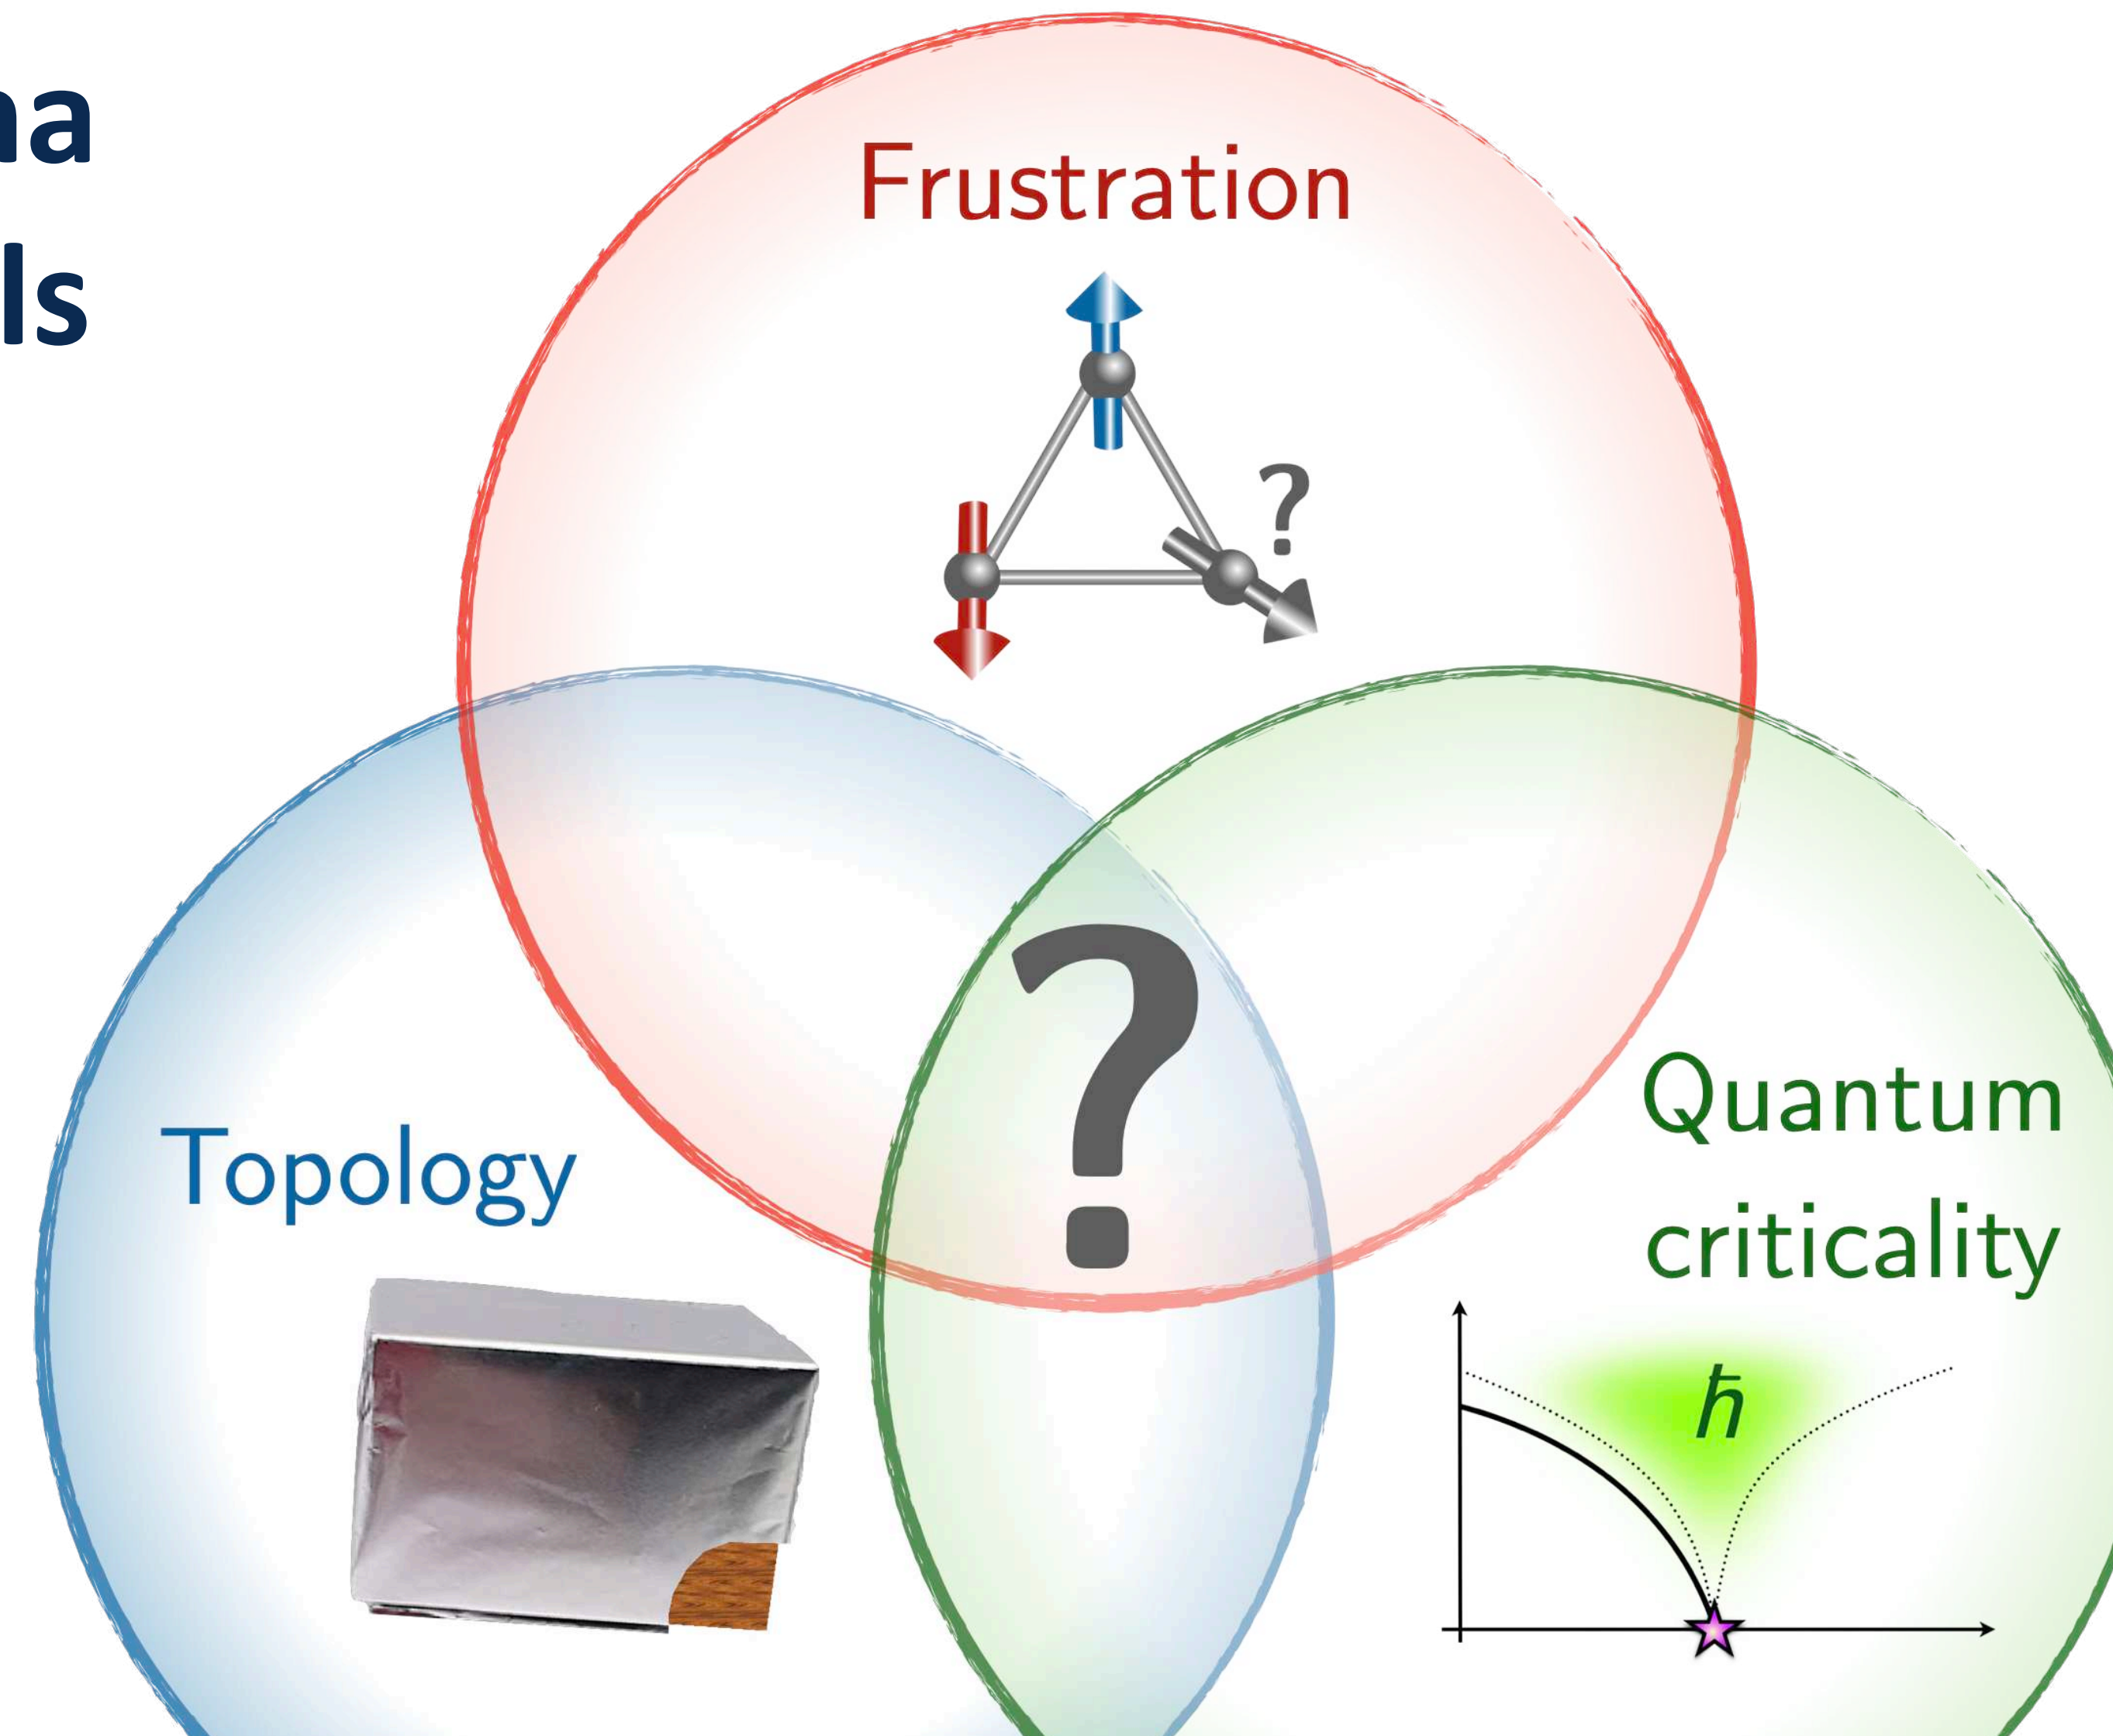 na
ls
Frustration
?
?
Topology
Quantum
criticality
ℏ